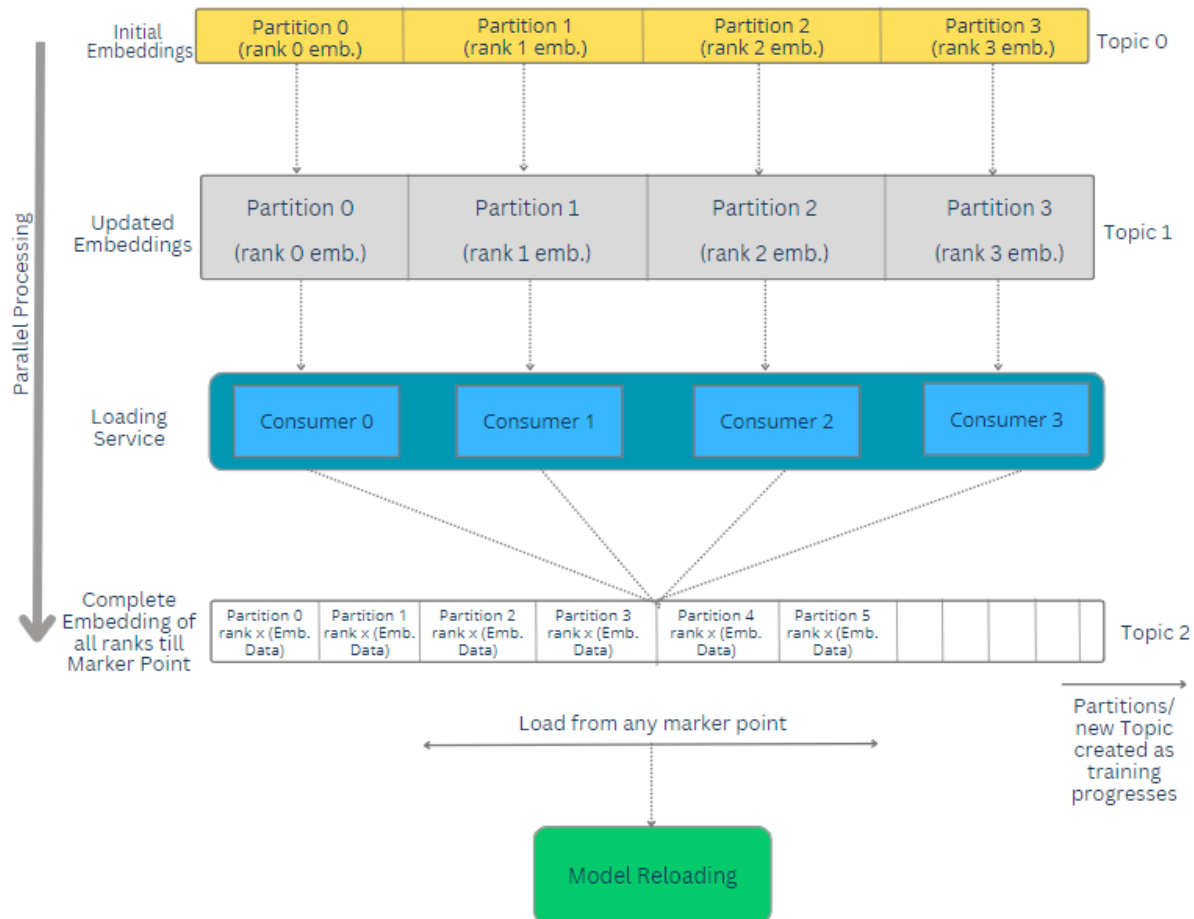 Initial
Embeddings
Partition 0
(rank 0 emb.)
Partition 1
(rank 1 emb.)
Partition 2
(rank 2 emb.)
Partition 3
(rank 3 emb.)
Topic 0
Parallel Processing
Updated
Embeddings
Partition 0
(rank 0 emb.)
Partition 1
(rank 1 emb.)
Partition 2
(rank 2 emb.)
Partition 3
(rank 3 emb.)
Topic 1
Loading
Service
Consumer 0
Consumer 1
Consumer 2
Consumer 3
Complete
Embedding of
all ranks till
Marker Point
Partition 0
rank x (Emb.
Data)
Partition 1
rank x (Emb.
Data)
Partition 2
rank x (Emb.
Data)
Partition 3
rank x (Emb.
Data)
Partition 4
rank x (Emb.
Data)
Partition 5
rank x (Emb.
Data)
Topic 2
Partitions/
new Topic
created as
training
progresses
Load from any marker point
Model Reloading